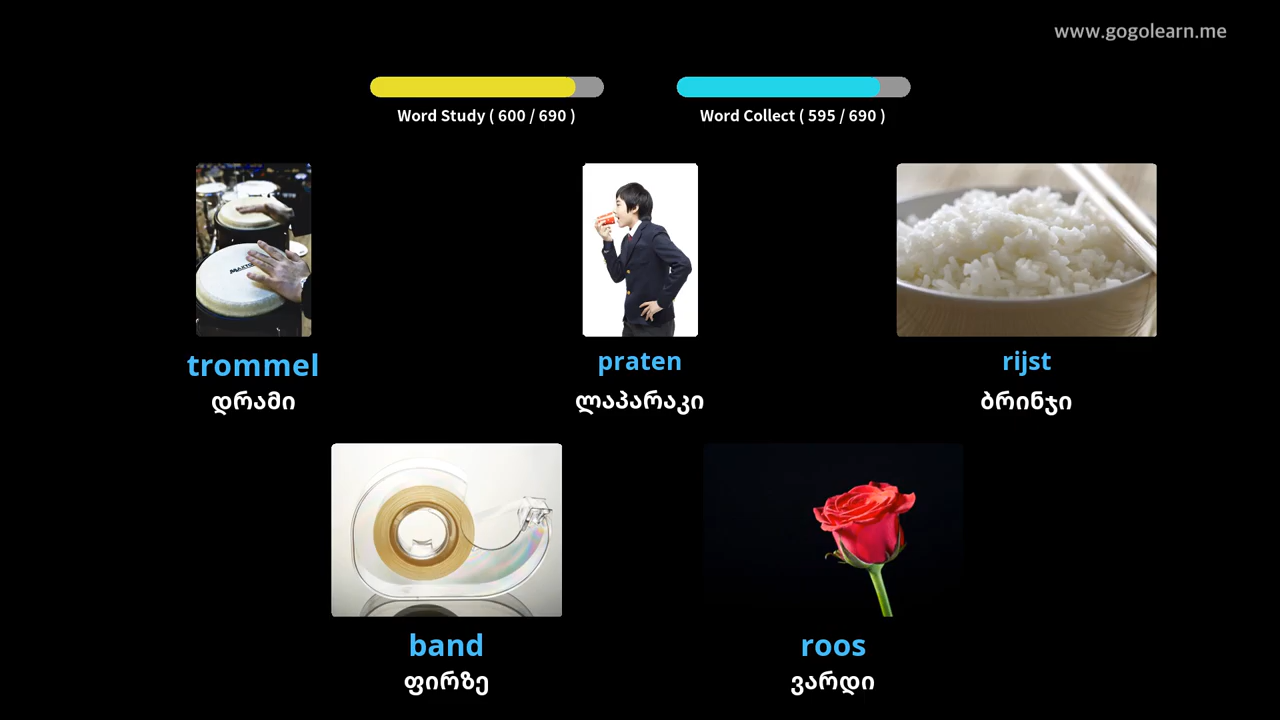 www.gogolearn.me
Word Study ( 600 / 690 )
Word Collect ( 595 / 690 )
trommel
დრამი
praten
ლაპარაკი
rijst
ბრინჯი
band
ფირზე
roos
ვარდი